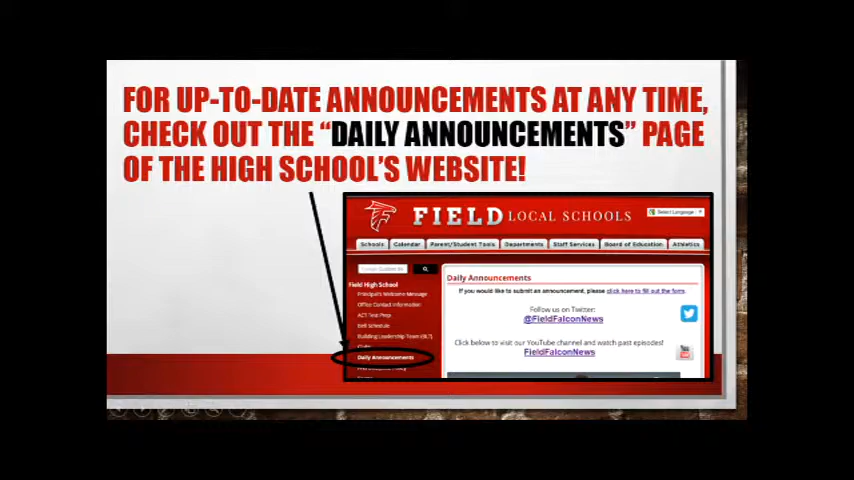 FOR UP-TO-DATE ANNOUNCEMENTS AT ANY TIME,
CHECK OUT THE “DAILY ANNOUNCEMENTS” PAGE
OF THE HIGH SCHOOL’S WEBSITE!
FIELD LOCAL SCHOOLS
Select Language
Schools Calendar Parent/Student Tools Departments Staff Services Board of Education Athletics
Field High School
Principal's Welcome Message
Office Contact Information
ACT Test Prep
Bell Schedule
Building Leadership Team (BLT)
Daily Announcements
Daily Announcements
If you would like to submit an announcement, please click here to fill out the form.
Follow us on Twitter:
@FieldFalconNews
Click below to visit our YouTube channel and watch past episodes!
FieldFalconNews